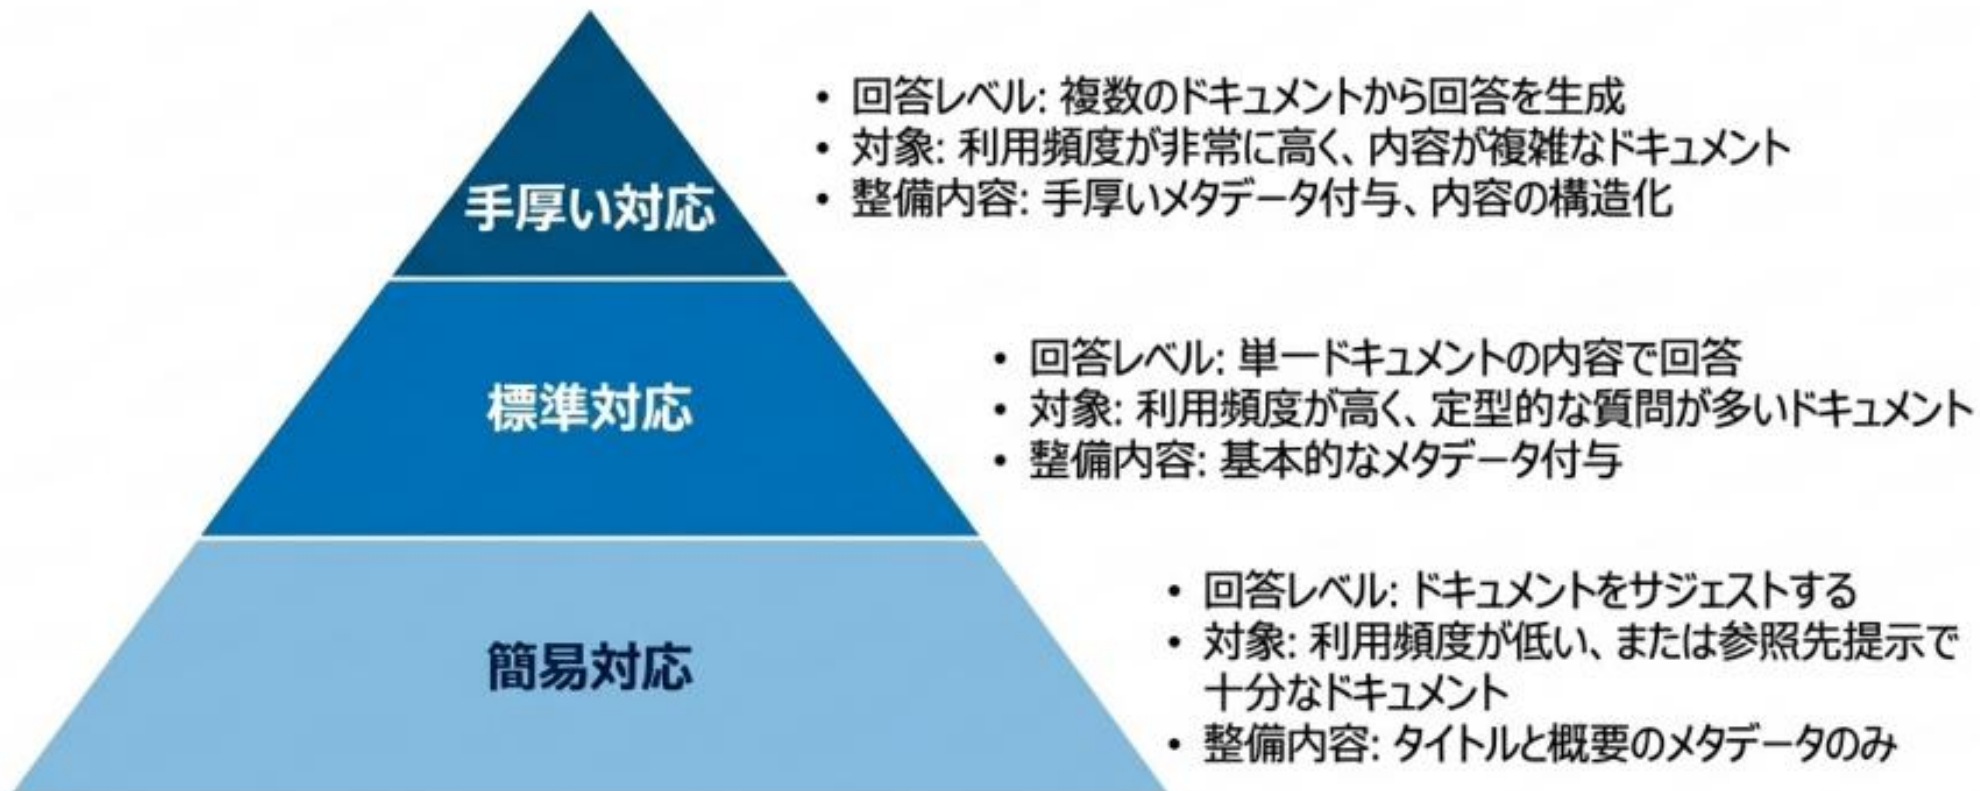 手厚い対応
• 回答レベル: 複数のドキュメントから回答を生成
• 対象: 利用頻度が非常に高く、内容が複雑なドキュメント
• 整備内容: 手厚いメタデータ付与、内容の構造化
標準対応
• 回答レベル: 単一ドキュメントの内容で回答
• 対象: 利用頻度が高く、定型的な質問が多いドキュメント
• 整備内容: 基本的なメタデータ付与
簡易対応
• 回答レベル: ドキュメントをサジェストする
• 対象: 利用頻度が低い、または参照先提示で
十分なドキュメント
• 整備内容: タイトルと概要のメタデータのみ